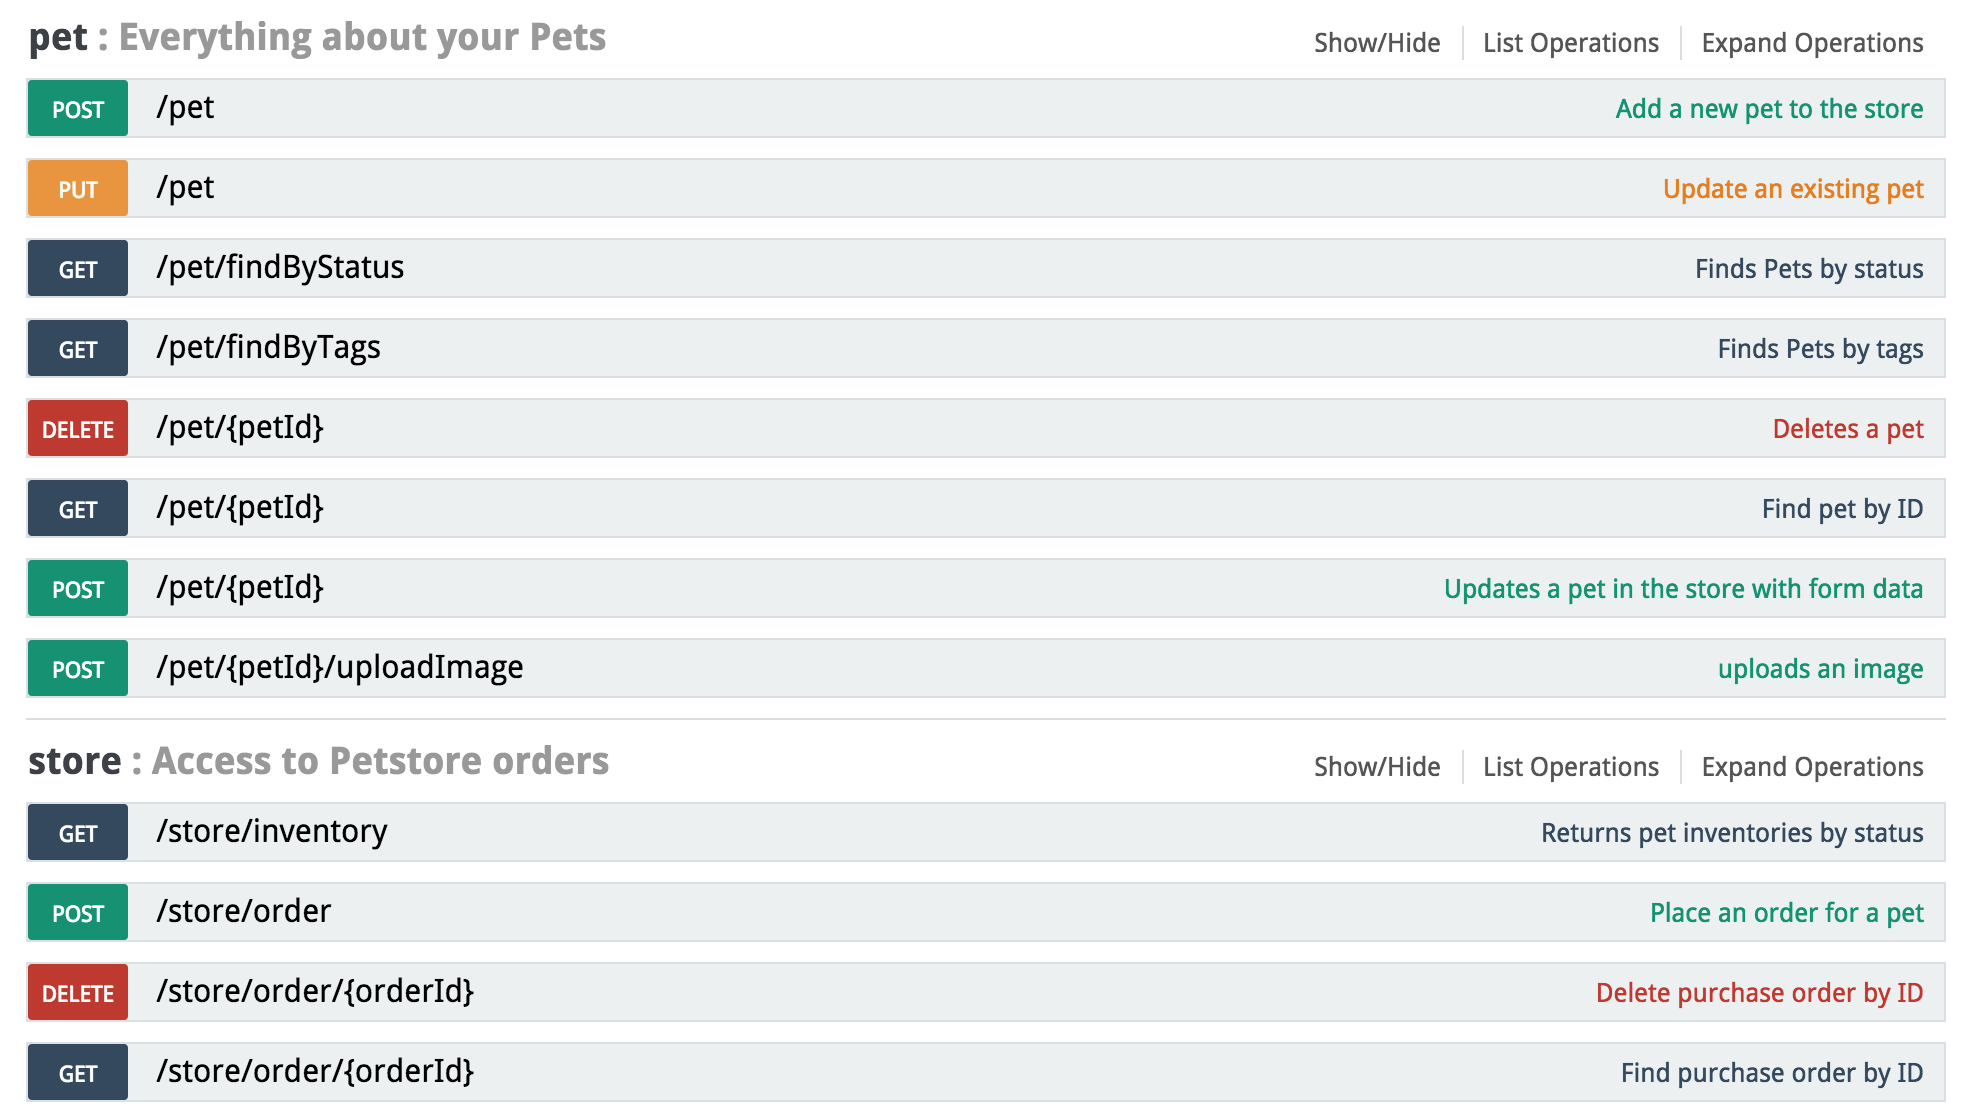 pet : Everything about your Pets Show/Hide List Operations Expand Operations
POST /pet Add a new pet to the store
PUT /pet Update an existing pet
GET /pet/findByStatus Finds Pets by status
GET /pet/findByTags Finds Pets by tags
DELETE /pet/{petId} Deletes a pet
GET /pet/{petId} Find pet by ID
POST /pet/{petId} Updates a pet in the store with form data
POST /pet/{petId}/uploadImage uploads an image
store : Access to Petstore orders Show/Hide List Operations Expand Operations
GET /store/inventory Returns pet inventories by status
POST /store/order Place an order for a pet
DELETE /store/order/{orderId} Delete purchase order by ID
GET /store/order/{orderId} Find purchase order by ID